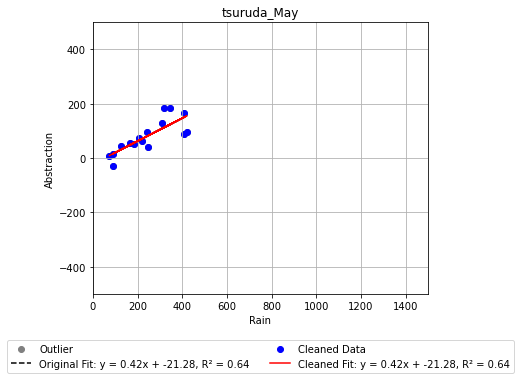 tsuruda_May
400
200
0
−200
−400
Abstraction
0 200 400 600 800 1000 1200 1400
Rain
Outlier Cleaned Data
Original Fit: y = 0.42x + -21.28, R² = 0.64 Cleaned Fit: y = 0.42x + -21.28, R² = 0.64